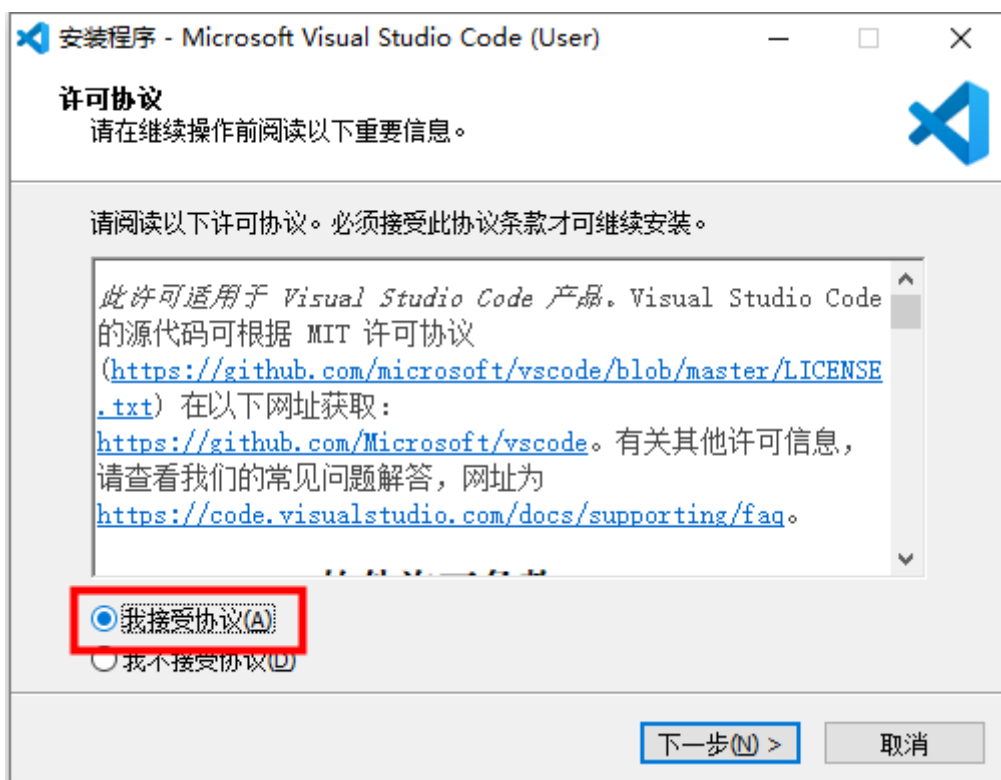 安装程序 - Microsoft Visual Studio Code (User)
许可协议
请在继续操作前阅读以下重要信息。
请阅读以下许可协议。必须接受此协议条款才可继续安装。
此许可适用于 Visual Studio Code 产品。Visual Studio Code
的源代码可根据 MIT 许可协议
(https://github.com/microsoft/vscode/blob/master/LICENSE
.txt) 在以下网址获取:
https://github.com/Microsoft/vscode。有关其他许可信息,
请查看我们的常见问题解答, 网址为
https://code.visualstudio.com/docs/supporting/faq。
我接受协议(A)
我不接受协议(D)
下一步(N) >
取消